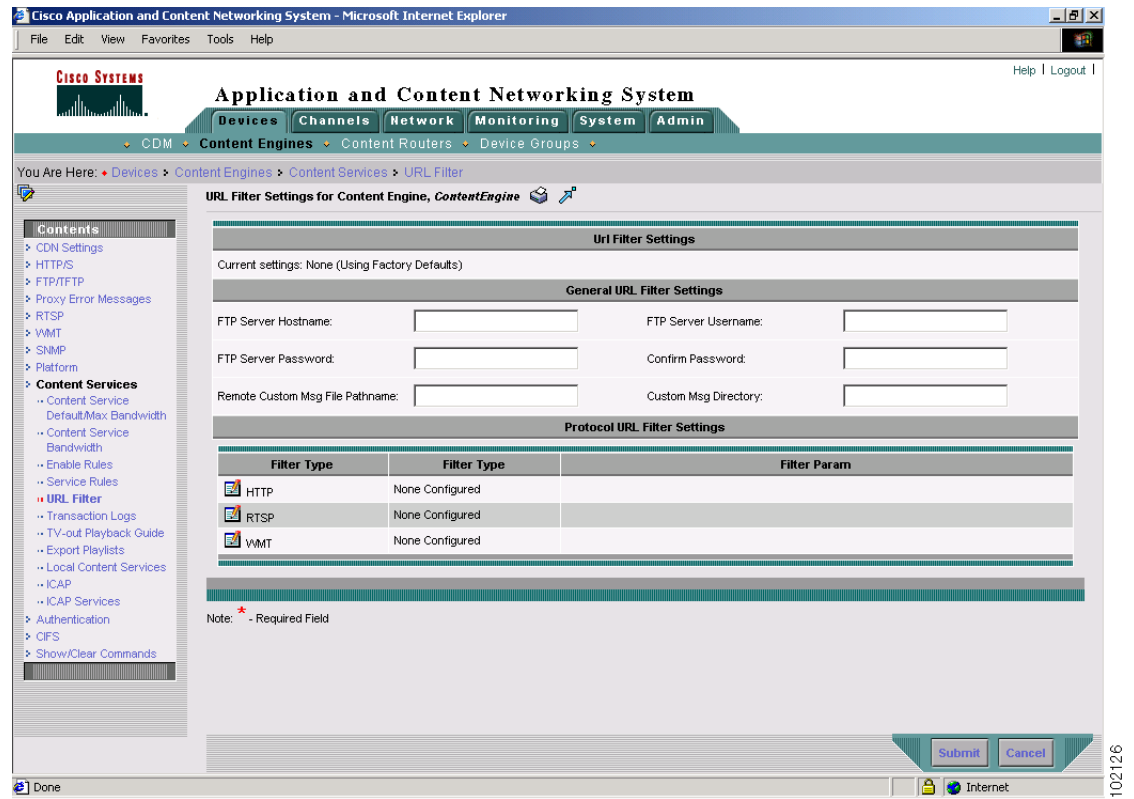 Cisco Application and Content Networking System - Microsoft Internet Explorer
File Edit View Favorites Tools Help
Help | Logout |
CISCO SYSTEMS
Application and Content Networking System
Devices Channels Network Monitoring System Admin
CDM Content Engines Content Routers Device Groups
You Are Here: Devices Content Engines Content Services URL Filter
URL Filter Settings for Content Engine, ContentEngine
Contents
CDN Settings
HTTP/S
FTP/TFTP
Proxy Error Messages
RTSP
WMT
SNMP
Platform
Content Services
Content Service
Default/Max Bandwidth
Content Service
Bandwidth
Enable Rules
Service Rules
URL Filter
Transaction Logs
TV-out Playback Guide
Export Playlists
Local Content Services
ICAP
ICAP Services
Authentication
CIFS
Show/Clear Commands
Url Filter Settings
Current settings: None (Using Factory Defaults)
General URL Filter Settings
FTP Server Hostname: FTP Server Username:
FTP Server Password: Confirm Password:
Remote Custom Msg File Pathname: Custom Msg Directory:
Protocol URL Filter Settings
Filter Type Filter Type Filter Param
HTTP None Configured
RTSP None Configured
WMT None Configured
Note: * - Required Field
Submit Cancel
Done Internet
102126